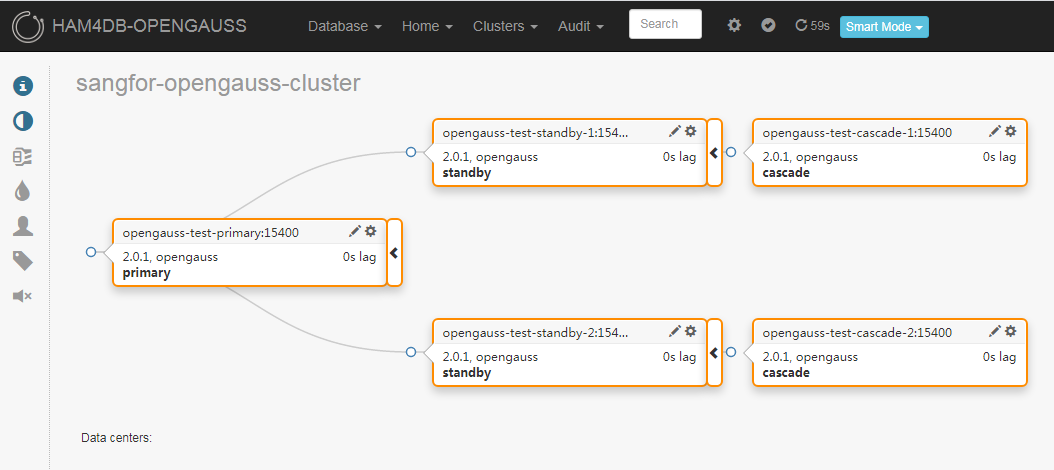 HAM4DB-OPENGAUSS Database Home Clusters Audit Search 59s Smart Mode
sangfor-opengauss-cluster
opengauss-test-standby-1:154...
2.0.1, opengauss 0s lag
standby
opengauss-test-cascade-1:15400
2.0.1, opengauss 0s lag
cascade
opengauss-test-primary:15400
2.0.1, opengauss 0s lag
primary
opengauss-test-standby-2:154...
2.0.1, opengauss 0s lag
standby
opengauss-test-cascade-2:15400
2.0.1, opengauss 0s lag
cascade
Data centers: